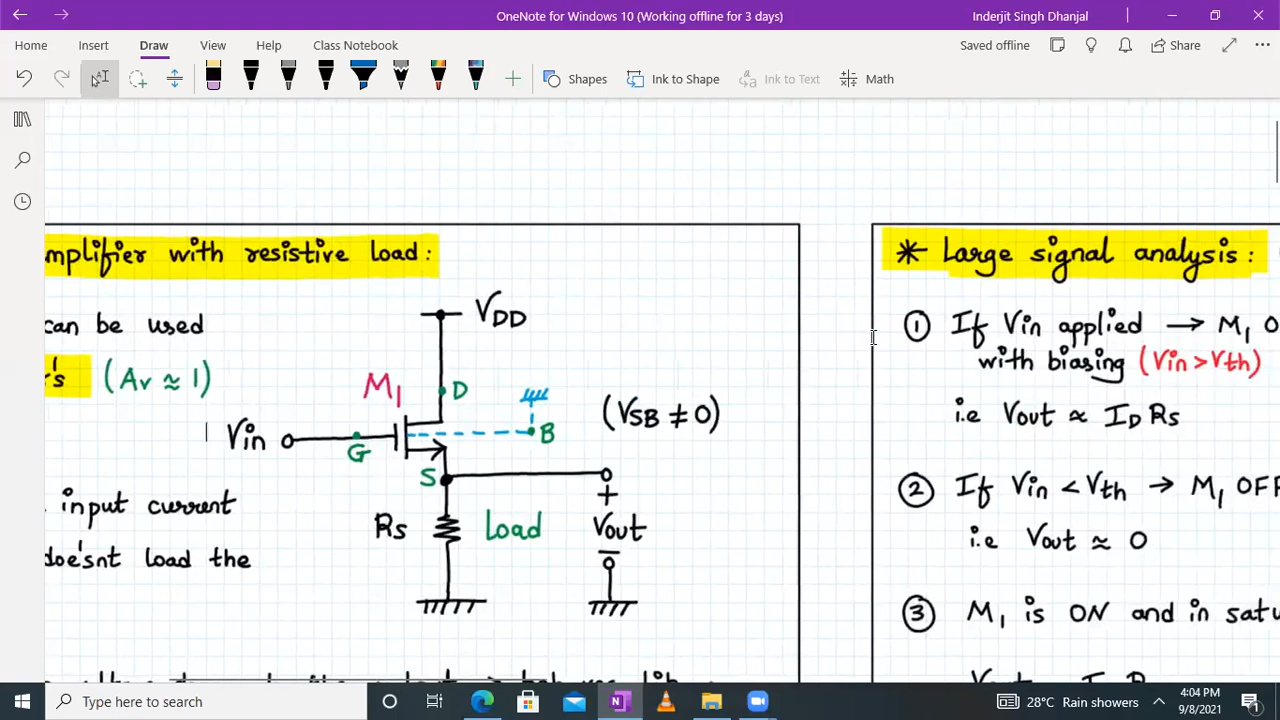 OneNote for Windows 10 (Working offline for 3 days)
Inderjit Singh Dhanjal
Home Insert Draw View Help Class Notebook
Saved offline
Share
Shapes
Ink to Shape
Ink to Text
Math
mplifier with resistive load :
can be used
's (Av ≈ 1)
input current
doe'snt load the
VDD
M1
D
B
(VSB ≠ 0)
Vin
G
S
Rs
Load
+
Vout
–
* Large signal analysis :
① If Vin applied → M1 O
with biasing (Vin > Vth)
i.e Vout ≈ ID Rs
② If Vin < Vth → M1 OFF
i.e Vout ≈ 0
③ M1 is ON and in satu
Type here to search
28°C Rain showers
4:04 PM
9/8/2021